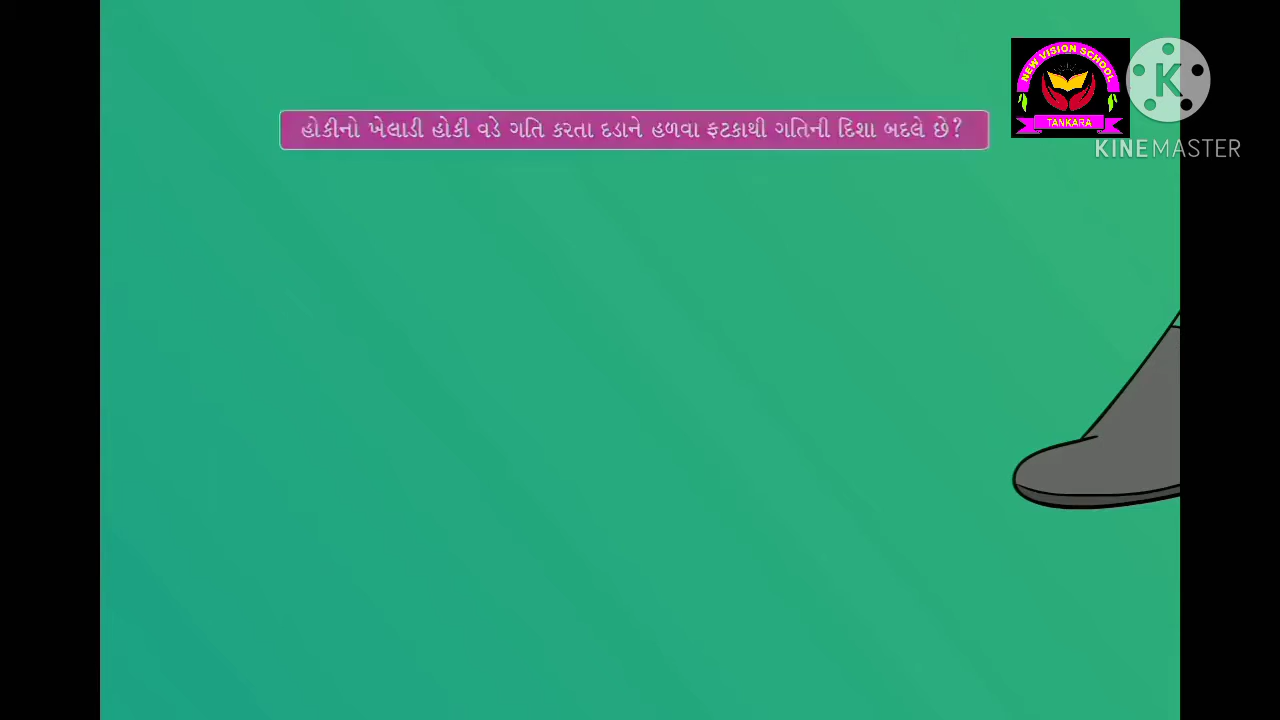 હોકીનો ખેલાડી હોકી વડે ગતિ કરતા દડાને હળવા ફટકાથી ગતિની દિશા બદલે છે?
NEW VISION SCHOOL
TANKARA
K
KINEMASTER